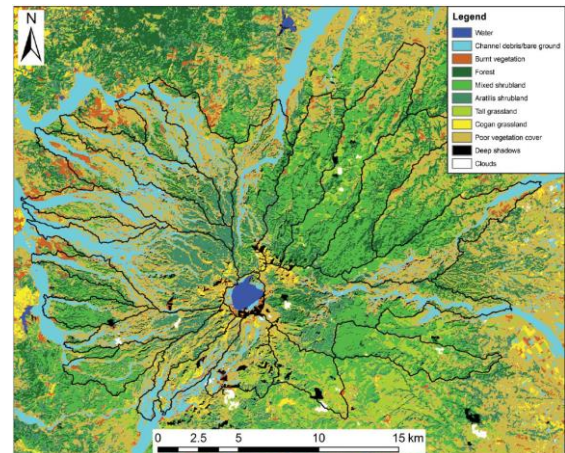 N
Legend
Water
Channel debris/bare ground
Burnt vegetation
Forest
Mixed shrubland
Aratilis shrubland
Tall grassland
Cogan grassland
Poor vegetation cover
Deep shadows
Clouds
0 2.5 5 10 15 km